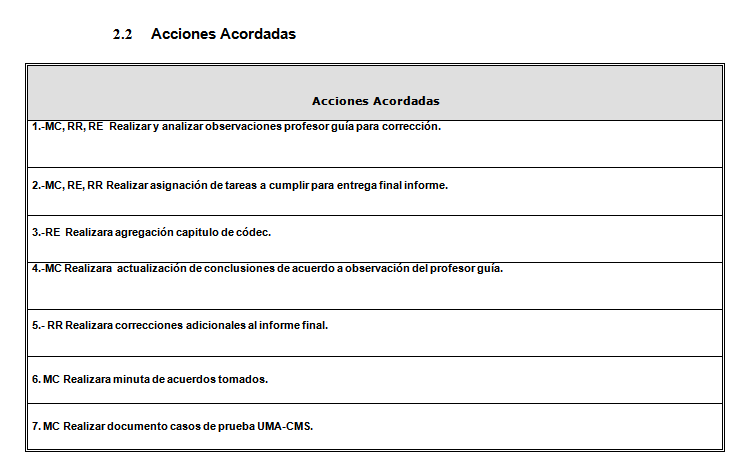 2.2 Acciones Acordadas
Acciones Acordadas
1.-MC, RR, RE Realizar y analizar observaciones profesor guía para corrección.
2.-MC, RE, RR Realizar asignación de tareas a cumplir para entrega final informe.
3.-RE Realizara agregación capitulo de códec.
4.-MC Realizara actualización de conclusiones de acuerdo a observación del profesor guía.
5.- RR Realizara correcciones adicionales al informe final.
6. MC Realizara minuta de acuerdos tomados.
7. MC Realizar documento casos de prueba UMA-CMS.